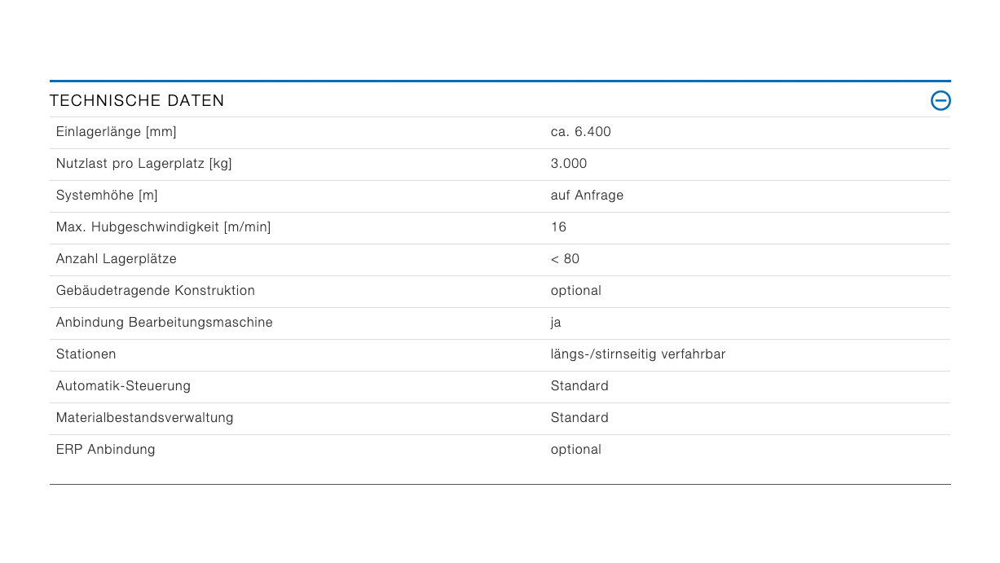 TECHNISCHE DATEN
Einlagerlänge [mm] ca. 6.400
Nutzlast pro Lagerplatz [kg] 3.000
Systemhöhe [m] auf Anfrage
Max. Hubgeschwindigkeit [m/min] 16
Anzahl Lagerplätze < 80
Gebäudetragende Konstruktion optional
Anbindung Bearbeitungsmaschine ja
Stationen längs-/stirnseitig verfahrbar
Automatik-Steuerung Standard
Materialbestandsverwaltung Standard
ERP Anbindung optional